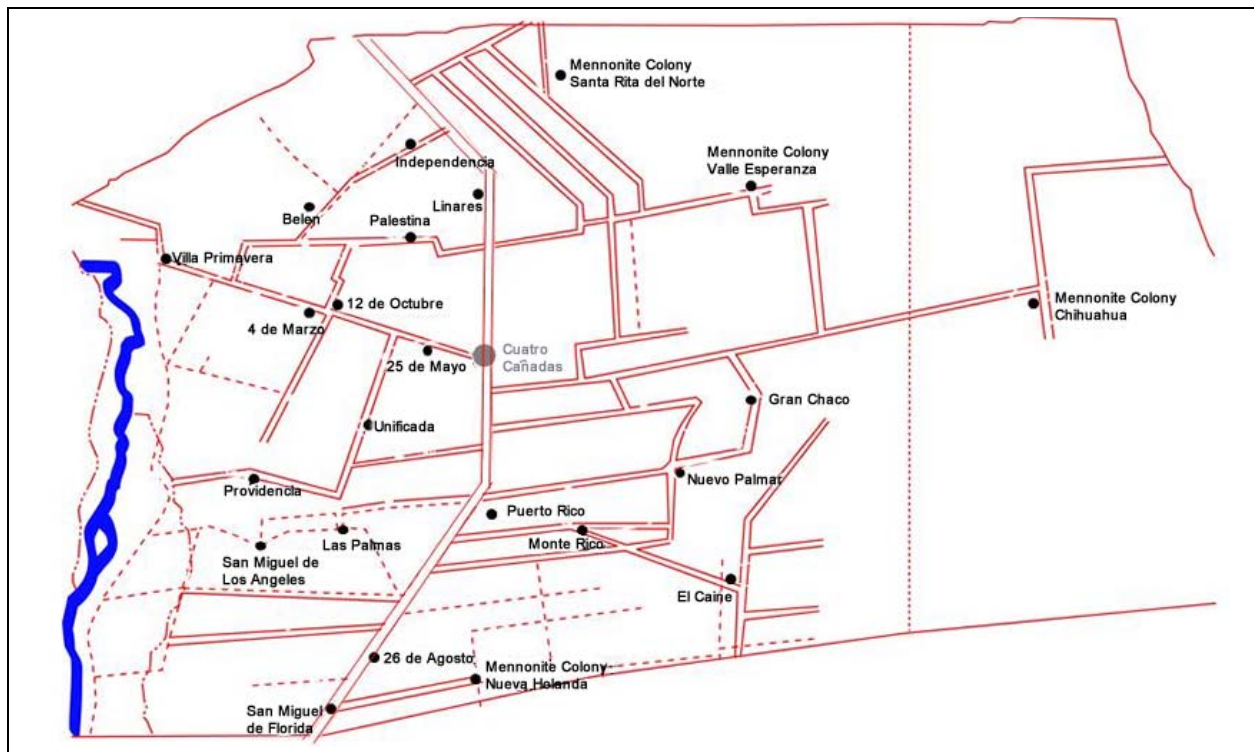 Mennonite Colony
Santa Rita del Norte
Independencia
Mennonite Colony
Valle Esperanza
Linares
Belen
Palestina
Villa Primavera
12 de Octubre
4 de Marzo
Mennonite Colony
Chihuahua
Cuatro
Cañadas
25 de Mayo
Gran Chaco
Unificada
Nuevo Palmar
Providencia
Puerto Rico
Las Palmas
Monte Rico
San Miguel de
Los Angeles
El Caine
26 de Agosto
Mennonite Colony
Nueva Holanda
San Miguel
de Florida